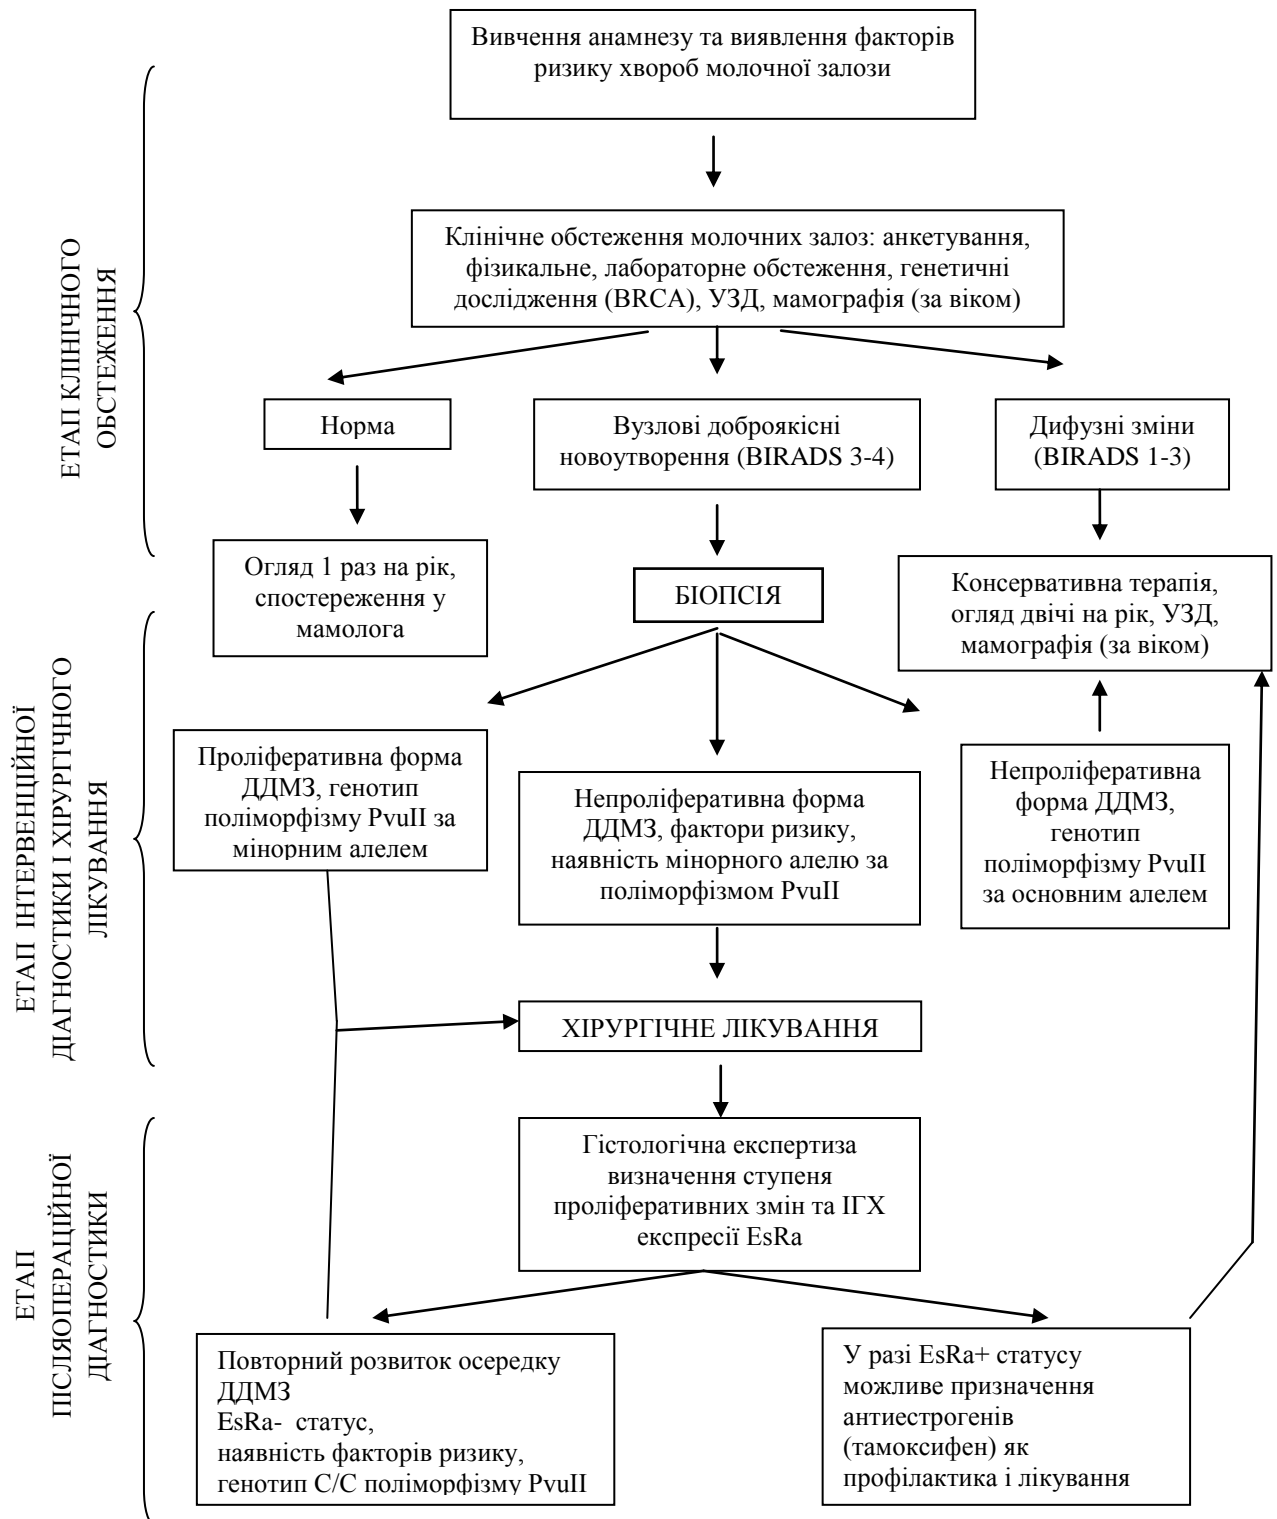 Вивчення анамнезу та виявлення факторів
ризику хвороб молочної залози
ЕТАП КЛІНІЧНОГО
ОБСТЕЖЕННЯ
Клінічне обстеження молочних залоз: анкетування,
фізикальне, лабораторне обстеження, генетичні
дослідження (BRCA), УЗД, мамографія (за віком)
Норма
Вузлові доброякісні
новоутворення (BIRADS 3-4)
Дифузні зміни
(BIRADS 1-3)
Огляд 1 раз на рік,
спостереження у
мамолога
БІОПСІЯ
Консервативна терапія,
огляд двічі на рік, УЗД,
мамографія (за віком)
ЕТАП ІНТЕРВЕНЦІЙНОЇ
ДІАГНОСТИКИ І ХІРУРГІЧНОГО
ЛІКУВАННЯ
Проліферативна форма
ДДМЗ, генотип
поліморфізму PvuII за
мінорним алелем
Непроліферативна форма
ДДМЗ, фактори ризику,
наявність мінорного алелю за
поліморфізмом PvuII
Непроліферативна
форма ДДМЗ,
генотип
поліморфізму PvuII
за основним алелем
ХІРУРГІЧНЕ ЛІКУВАННЯ
ЕТАП
ПІСЛЯОПЕРАЦІЙНОЇ
ДІАГНОСТИКИ
Гістологічна експертиза
визначення ступеня
проліферативних змін та ІГХ
експресії EsRa
Повторний розвиток осередку
ДДМЗ
EsRa- статус,
наявність факторів ризику,
генотип С/С поліморфізму PvuII
У разі EsRa+ статусу
можливе призначення
антиестрогенів
(тамоксифен) як
профілактика і лікування